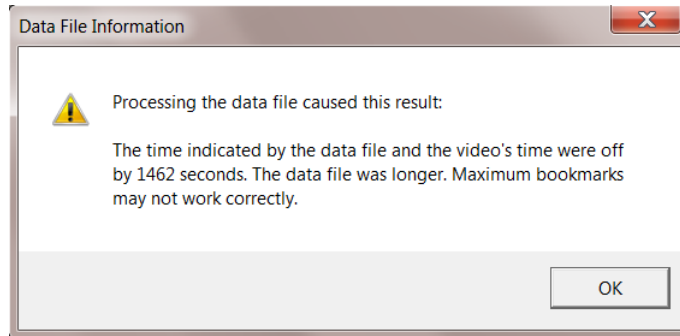 Data File Information
Processing the data file caused this result:
The time indicated by the data file and the video's time were off
by 1462 seconds. The data file was longer. Maximum bookmarks
may not work correctly.
OK